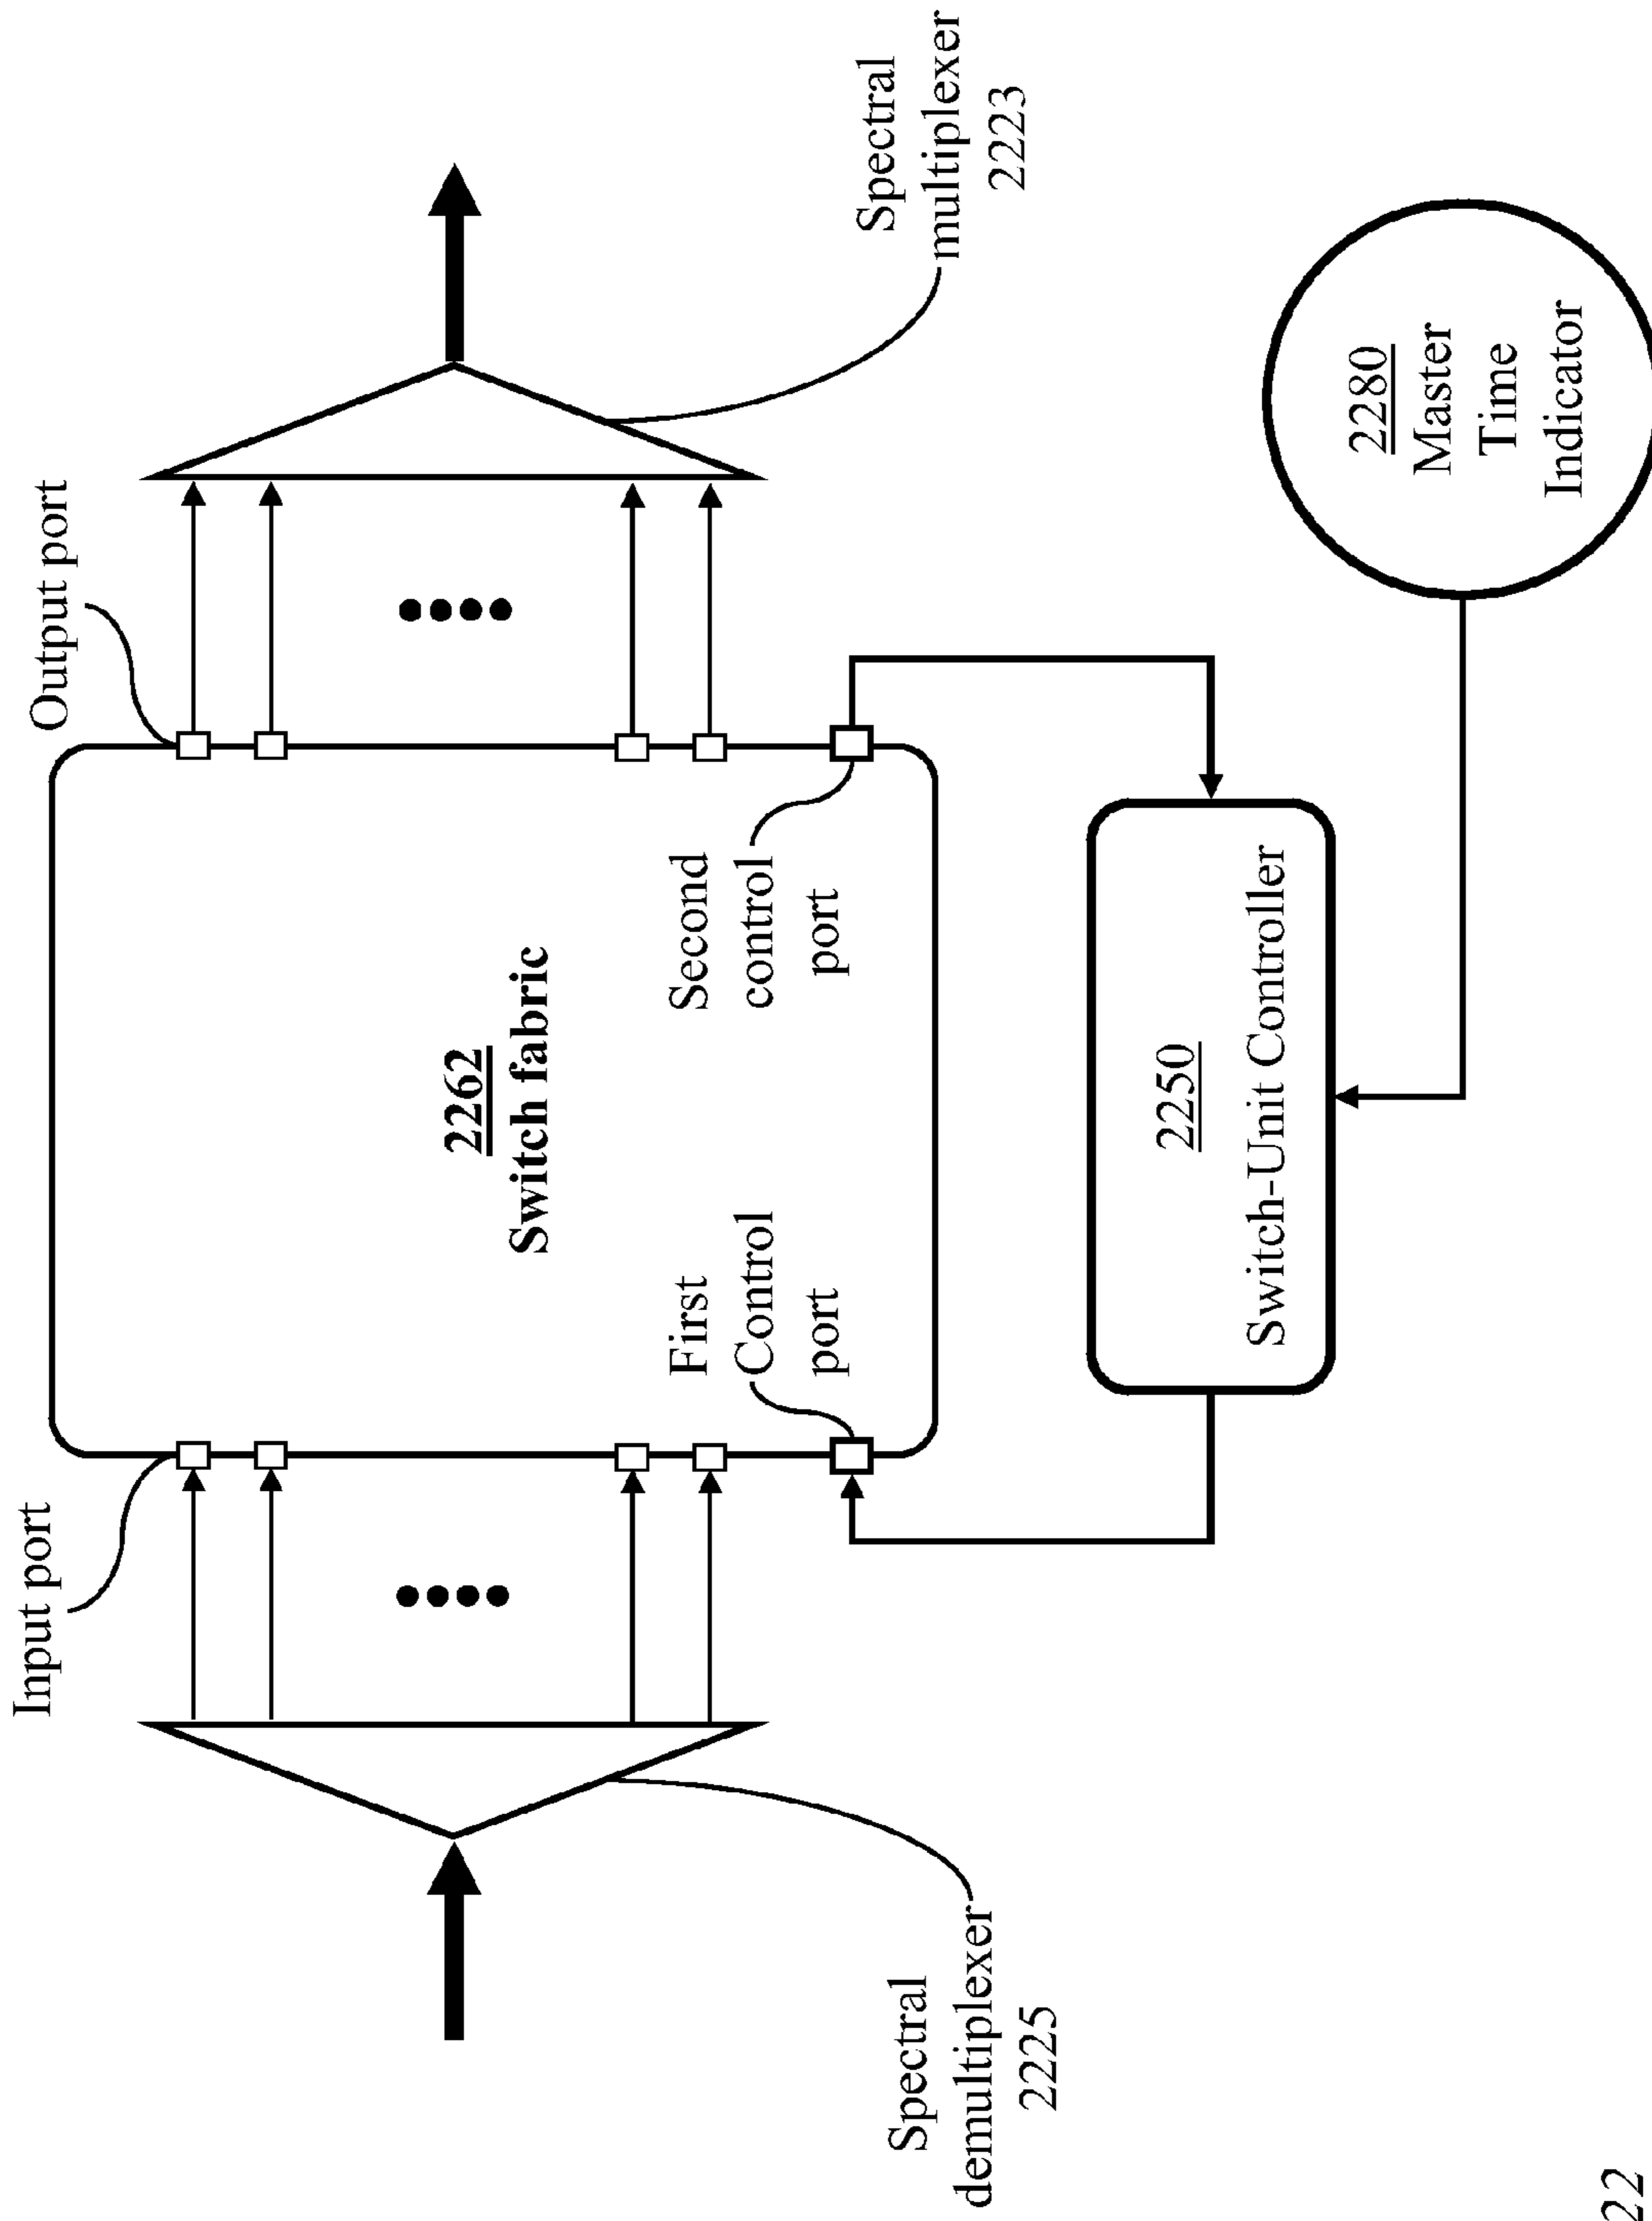 Input port
Output port
2262
Switch fabric
First
Control
port
Second
control
port
Spectral
demultiplexer
2225
Spectral
multiplexer
2223
2250
Switch-Unit Controller
2280
Master
Time
Indicator
22